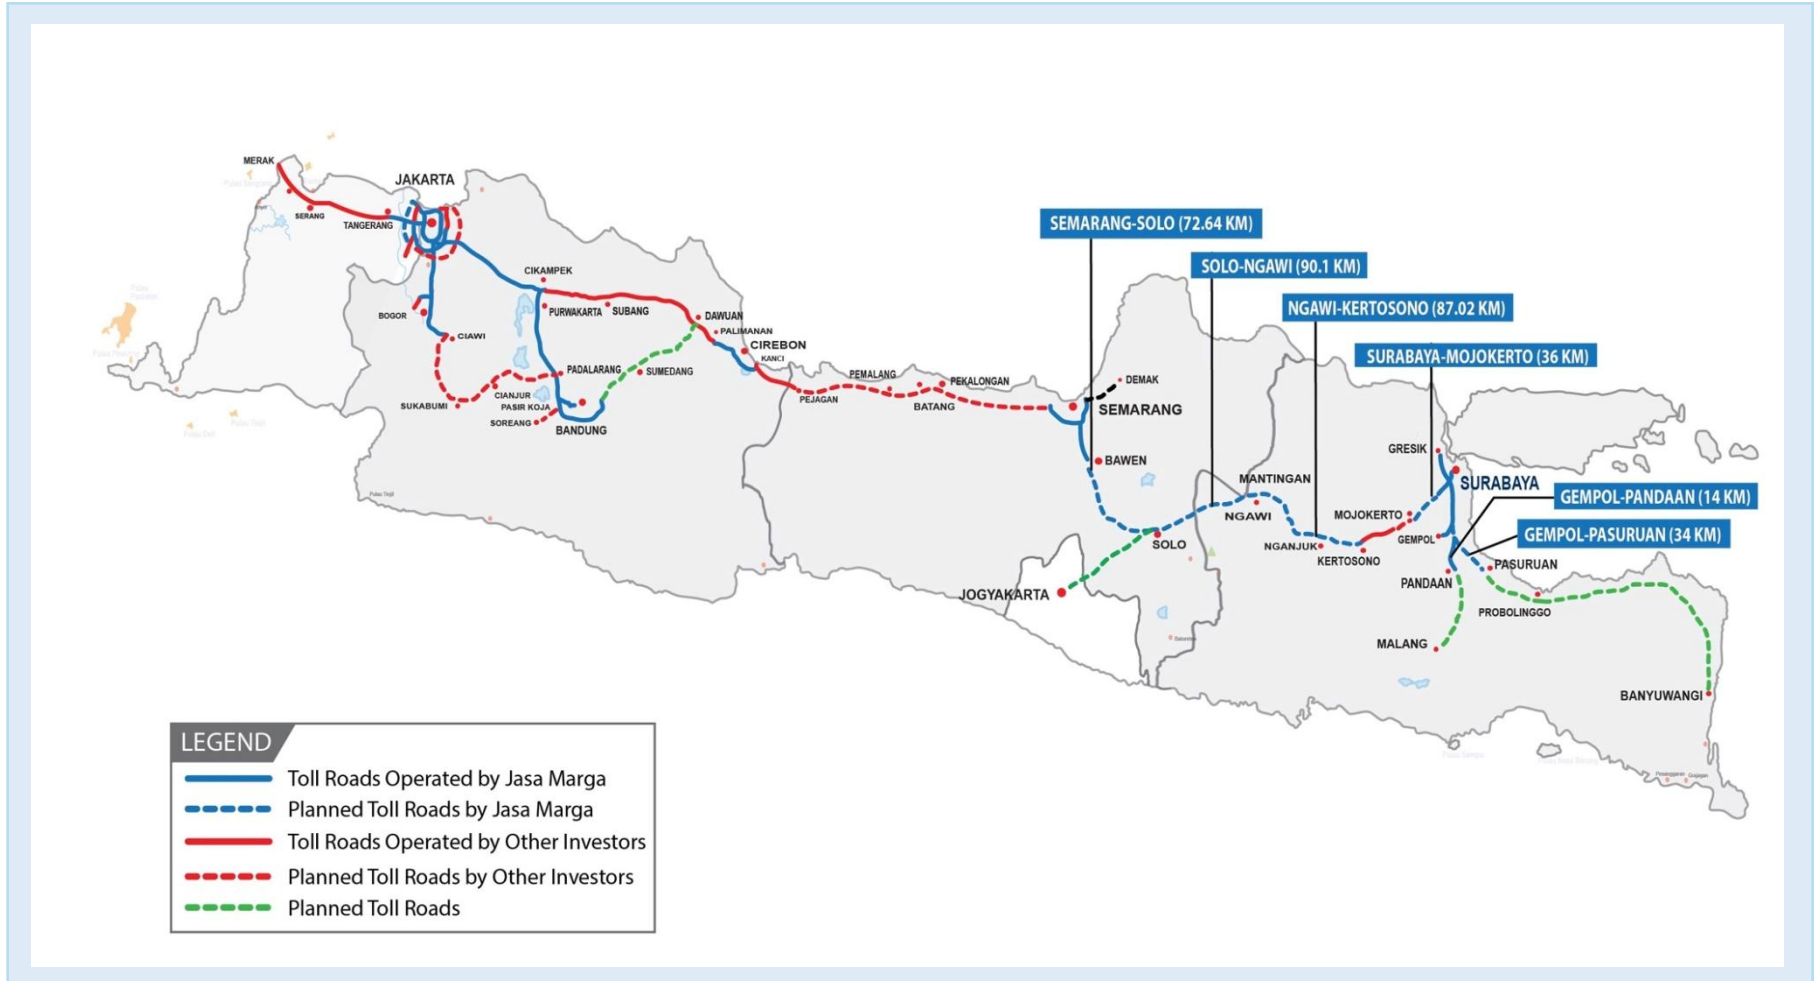 MERAK
JAKARTA
SERANG
TANGERANG
CIKAMPEK
BOGOR
PURWAKARTA
SUBANG
DAWUAN
PALIMANAN
CIAWI
CIREBON
KANCI
PADALARANG
SUMEDANG
CIANJUR
SUKABUMI
PASIR KOJA
SOREANG
BANDUNG
PEJAGAN
PEMALANG
PEKALONGAN
BATANG
DEMAK
SEMARANG
BAWEN
SEMARANG-SOLO (72.64 KM)
SOLO-NGAWI (90.1 KM)
NGAWI-KERTOSONO (87.02 KM)
SURABAYA-MOJOKERTO (36 KM)
GRESIK
SURABAYA
MANTINGAN
NGAWI
MOJOKERTO
GEMPOL
GEMPOL-PANDAAN (14 KM)
GEMPOL-PASURUAN (34 KM)
SOLO
NGANJUK
KERTOSONO
PANDAAN
PASURUAN
JOGYAKARTA
PROBOLINGGO
MALANG
BANYUWANGI
LEGEND
Toll Roads Operated by Jasa Marga
Planned Toll Roads by Jasa Marga
Toll Roads Operated by Other Investors
Planned Toll Roads by Other Investors
Planned Toll Roads